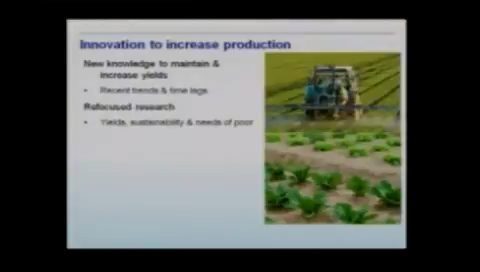 Innovation to increase production
New knowledge to maintain &
increase yields
• Recent trends & time lags
Refocused research
• Yields, sustainability & needs of poor